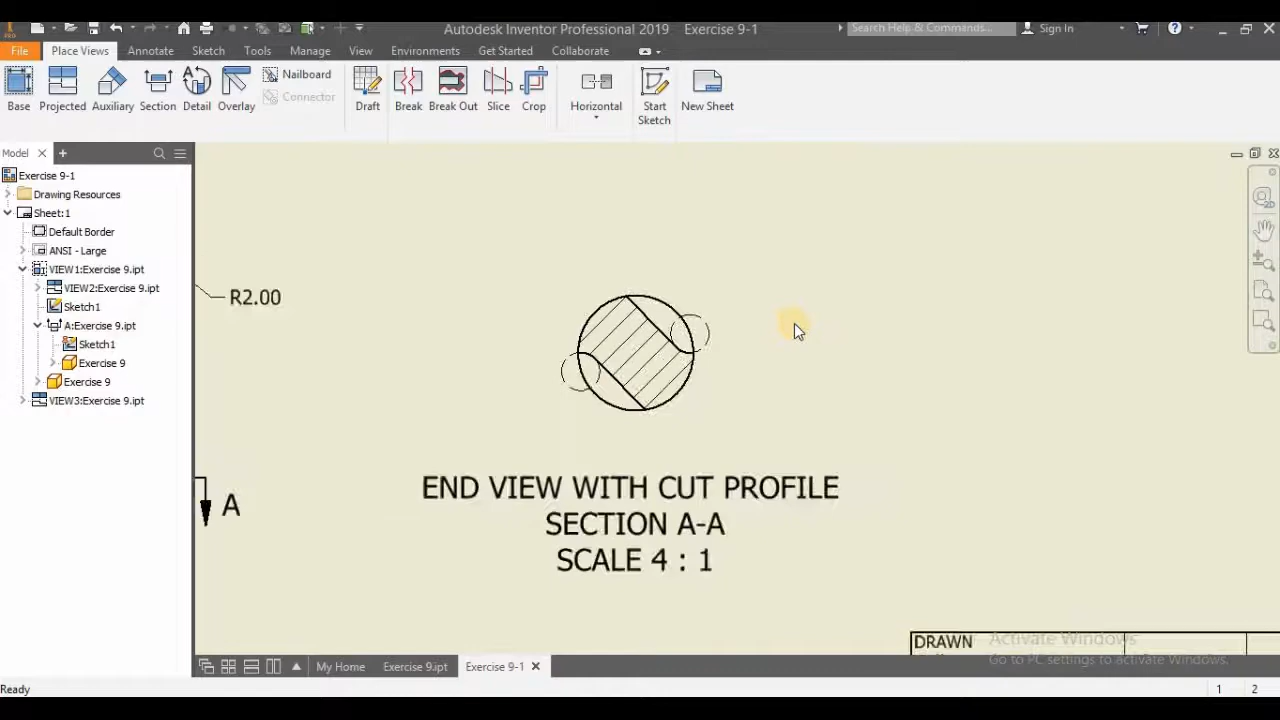 Autodesk Inventor Professional 2019 Exercise 9-1
Search Help & Commands...
Sign In
File Place Views Annotate Sketch Tools Manage View Environments Get Started Collaborate
Base
Projected
Auxiliary
Section
Detail
Overlay
Nailboard
Connector
Draft
Break
Break Out
Slice
Crop
Horizontal
Start
Sketch
New Sheet
Model
Exercise 9-1
Drawing Resources
Sheet:1
Default Border
ANSI - Large
VIEW1:Exercise 9.ipt
VIEW2:Exercise 9.ipt
Sketch1
A:Exercise 9.ipt
Sketch1
Exercise 9
Exercise 9
VIEW3:Exercise 9.ipt
R2.00
A
END VIEW WITH CUT PROFILE
SECTION A-A
SCALE 4 : 1
DRAWN
Activate Windows
Go to PC settings to activate Windows.
My Home Exercise 9.ipt Exercise 9-1
Ready
1 2